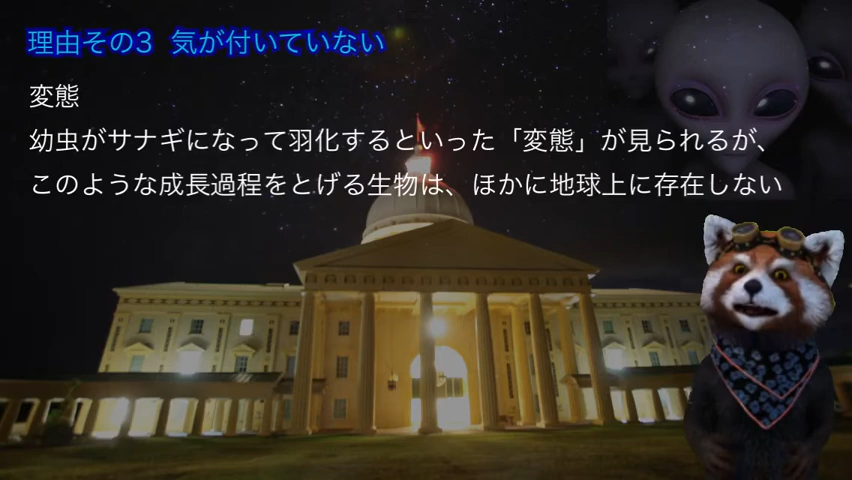 理由その3 気が付いていない
変態
幼虫がサナギになって羽化するといった「変態」が見られるが、
このような成長過程をとげる生物は、ほかに地球上に存在しない